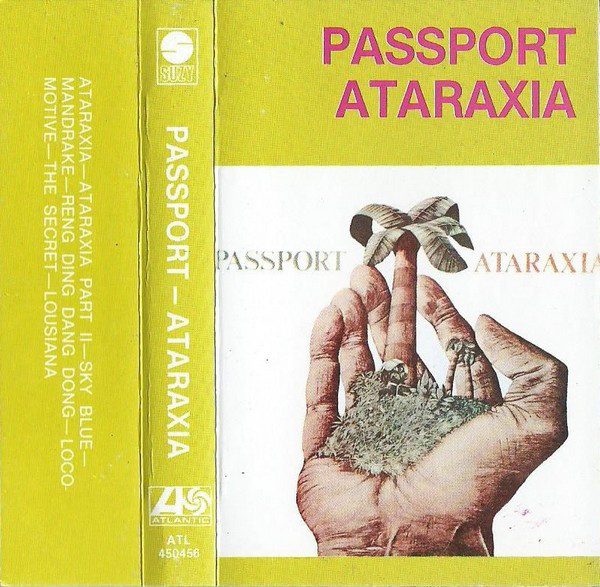 ATARAXIA—ATARAXIA PART II—SKY BLUE—
MANDRAKE—RENG DING DANG DONG—LOCO-
MOTIVE—THE SECRET—LOUSIANA
SUZY
PASSPORT – ATARAXIA
ATLANTIC
ATL
450456
PASSPORT
ATARAXIA
PASSPORT ATARAXIA